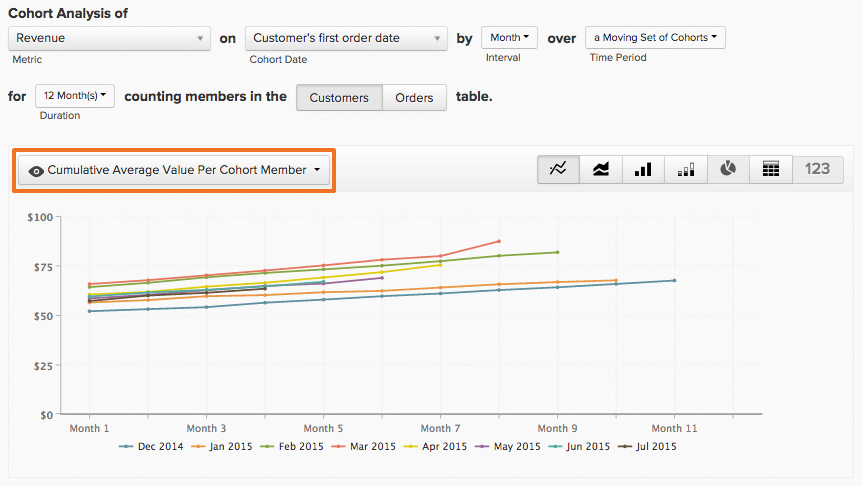 Cohort Analysis of
Revenue on Customer's first order date by Month over a Moving Set of Cohorts
Metric Cohort Date Interval Time Period
for 12 Month(s) counting members in the Customers Orders table.
Duration
Cumulative Average Value Per Cohort Member 123
$100
$75
$50
$25
$0
Month 1 Month 3 Month 5 Month 7 Month 9 Month 11
Dec 2014 Jan 2015 Feb 2015 Mar 2015 Apr 2015 May 2015 Jun 2015 Jul 2015